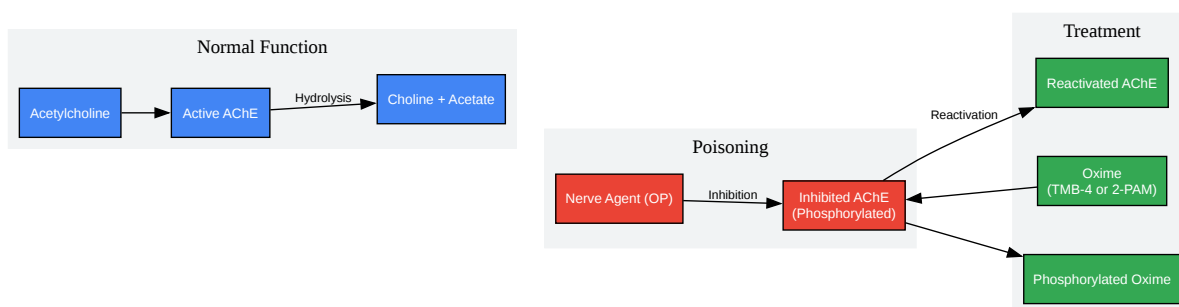 Normal Function
Acetylcholine
Active AChE
Hydrolysis
Choline + Acetate
Poisoning
Nerve Agent (OP)
Inhibition
Inhibited AChE
(Phosphorylated)
Reactivation
Treatment
Reactivated AChE
Oxime
(TMB-4 or 2-PAM)
Phosphorylated Oxime